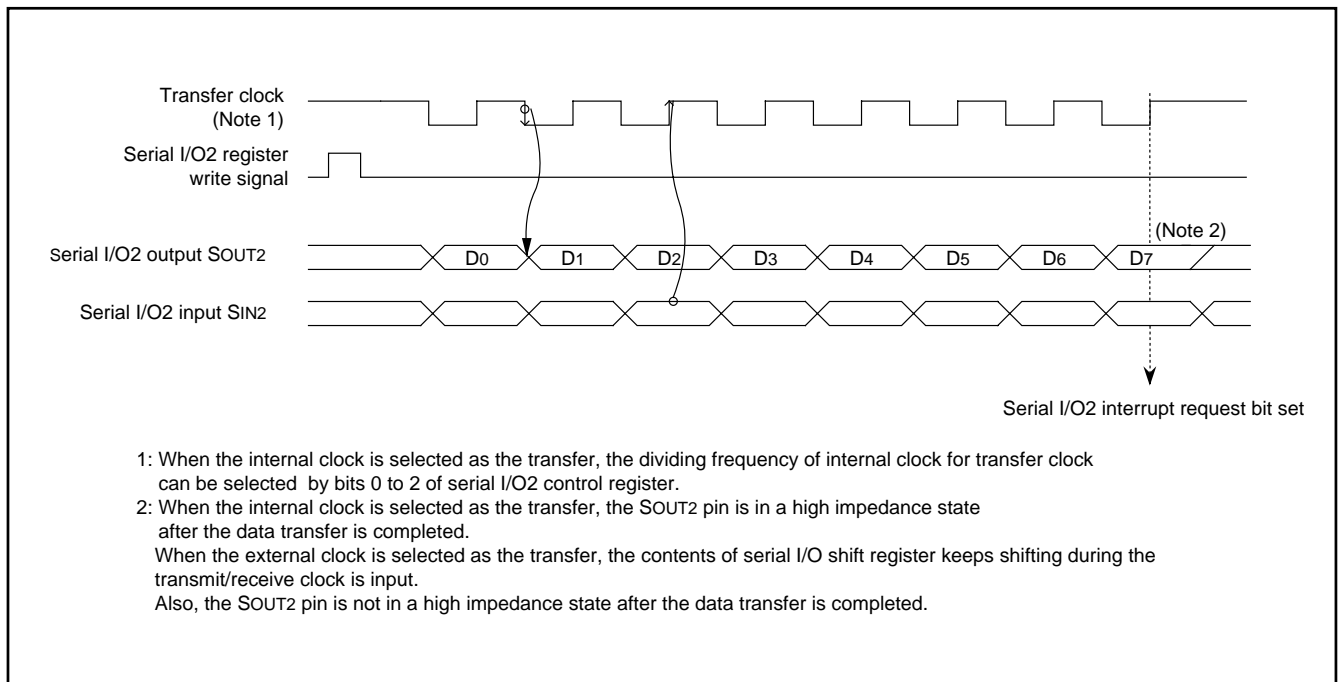 Transfer clock
(Note 1)
Serial I/O2 register
write signal
(Note 2)
Serial I/O2 output SOUT2
D0 D1 D2 D3 D4 D5 D6 D7
Serial I/O2 input SIN2
Serial I/O2 interrupt request bit set
1: When the internal clock is selected as the transfer, the dividing frequency of internal clock for transfer clock
can be selected by bits 0 to 2 of serial I/O2 control register.
2: When the internal clock is selected as the transfer, the SOUT2 pin is in a high impedance state
after the data transfer is completed.
When the external clock is selected as the transfer, the contents of serial I/O shift register keeps shifting during the
transmit/receive clock is input.
Also, the SOUT2 pin is not in a high impedance state after the data transfer is completed.